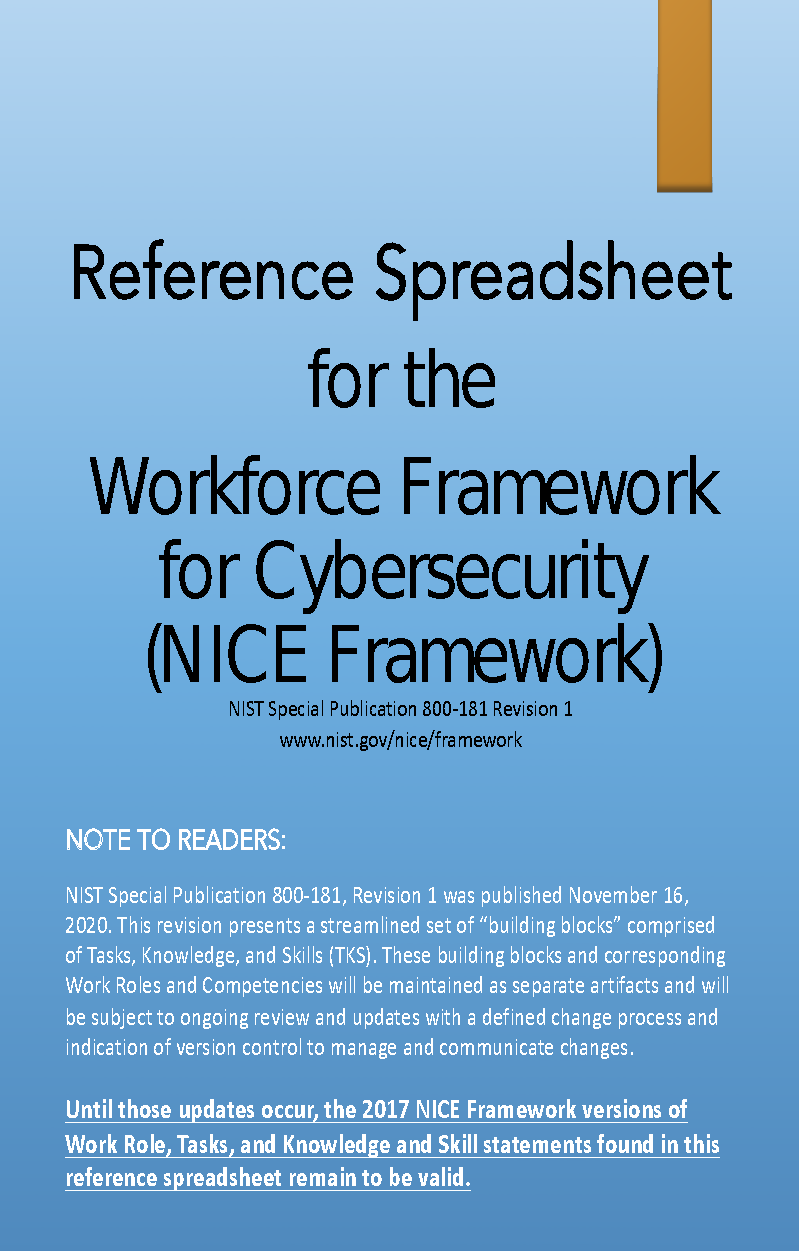 Reference Spreadsheet
for the
Workforce Framework
for Cybersecurity
(NICE Framework)
NIST Special Publication 800-181 Revision 1
www.nist.gov/nice/framework
NOTE TO READERS:
NIST Special Publication 800-181, Revision 1 was published November 16,
2020. This revision presents a streamlined set of “building blocks” comprised
of Tasks, Knowledge, and Skills (TKS). These building blocks and corresponding
Work Roles and Competencies will be maintained as separate artifacts and will
be subject to ongoing review and updates with a defined change process and
indication of version control to manage and communicate changes.
Until those updates occur, the 2017 NICE Framework versions of
Work Role, Tasks, and Knowledge and Skill statements found in this
reference spreadsheet remain to be valid.